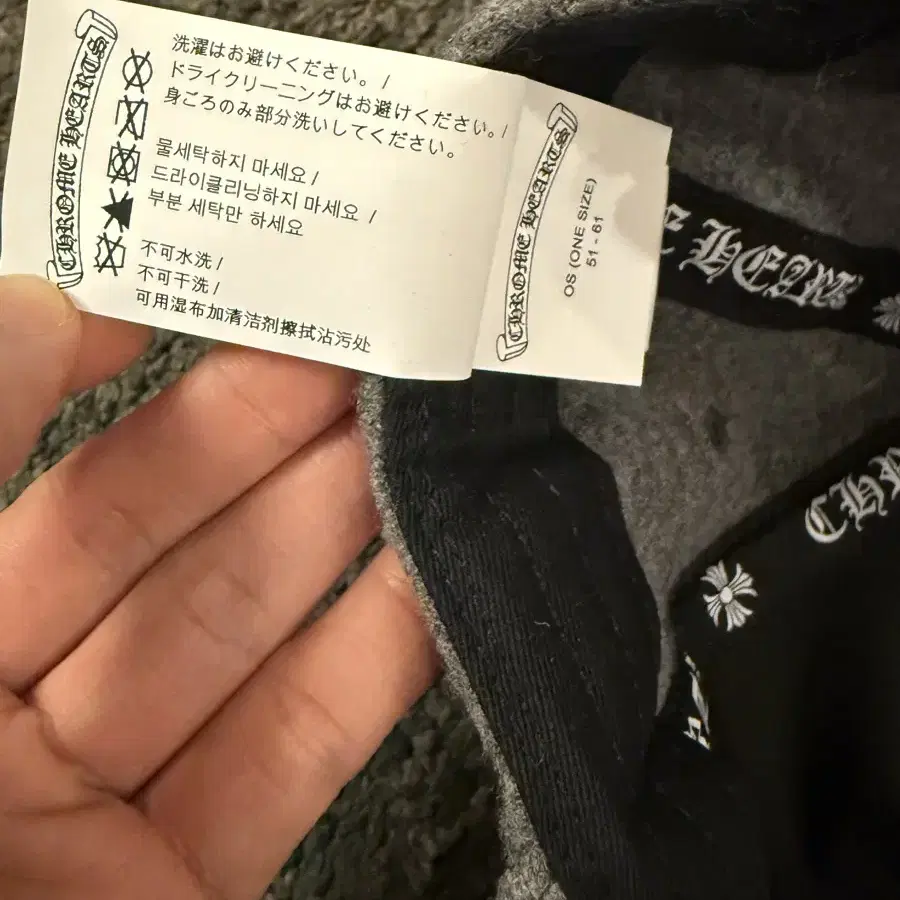 CHROME HEARTS
洗濯はお避けください。 /
ドライクリーニングはお避けください。 /
身ごろのみ部分洗いしてください。
물세탁하지 마세요 /
드라이클리닝하지 마세요 /
부분 세탁만 하세요
不可水洗 /
不可干洗 /
可用湿布加清洁剂擦拭沾污处
CHROME HEARTS
OS (ONE SIZE)
51 - 61
HEART
CHR